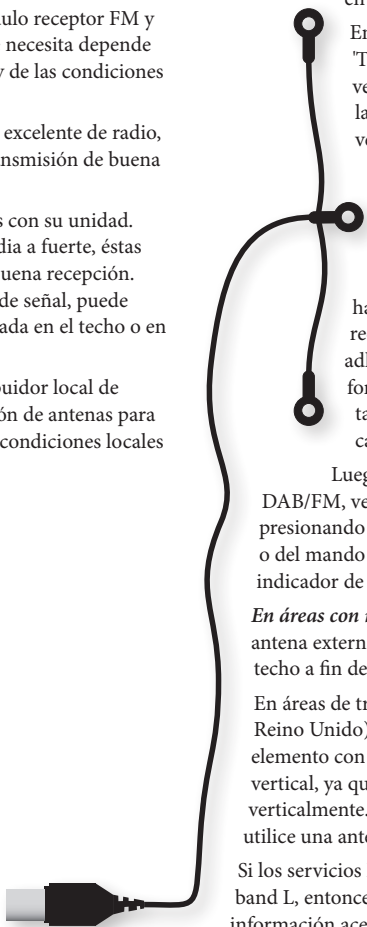 ulo receptor FM y
necesita depende
y de las condiciones
excelente de radio,
nsmisión de buena
s con su unidad.
dia a fuerte, éstas
uena recepción.
de señal, puede
ada en el techo o en
buidor local de
ón de antenas para
condiciones locales
en
En
'T
ve
la
ve
ha
re
adh
for
ta
ca
Lueg
DAB/FM, ve
presionando
o del mando
indicador de
En áreas con
antena extern
techo a fin de
En áreas de tr
Reino Unido)
elemento con
vertical, ya qu
verticalmente.
utilice una ante
Si los servicios
band L, entonce
información ace